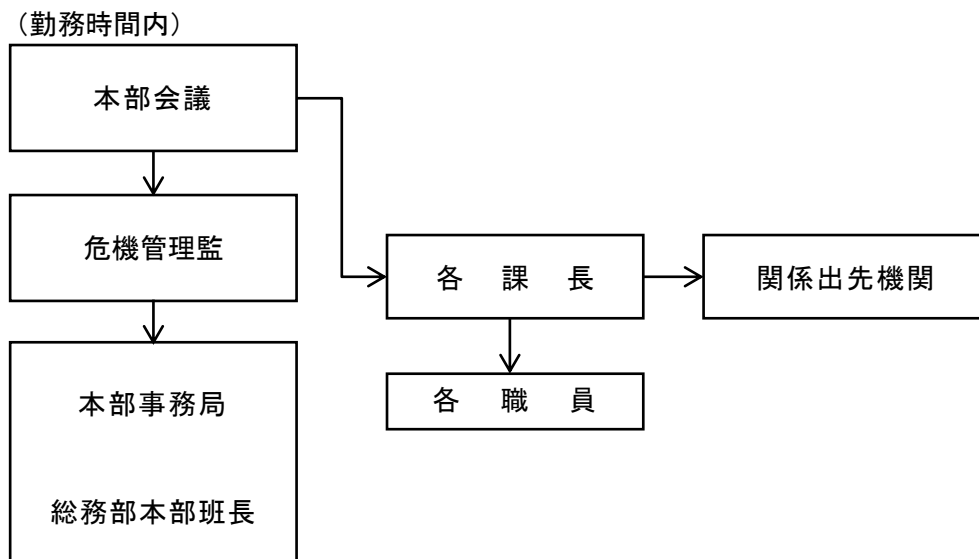 （勤務時間内）
本部会議
危機管理監
各　課　長
関係出先機関
各　職　員
本部事務局
総務部本部班長